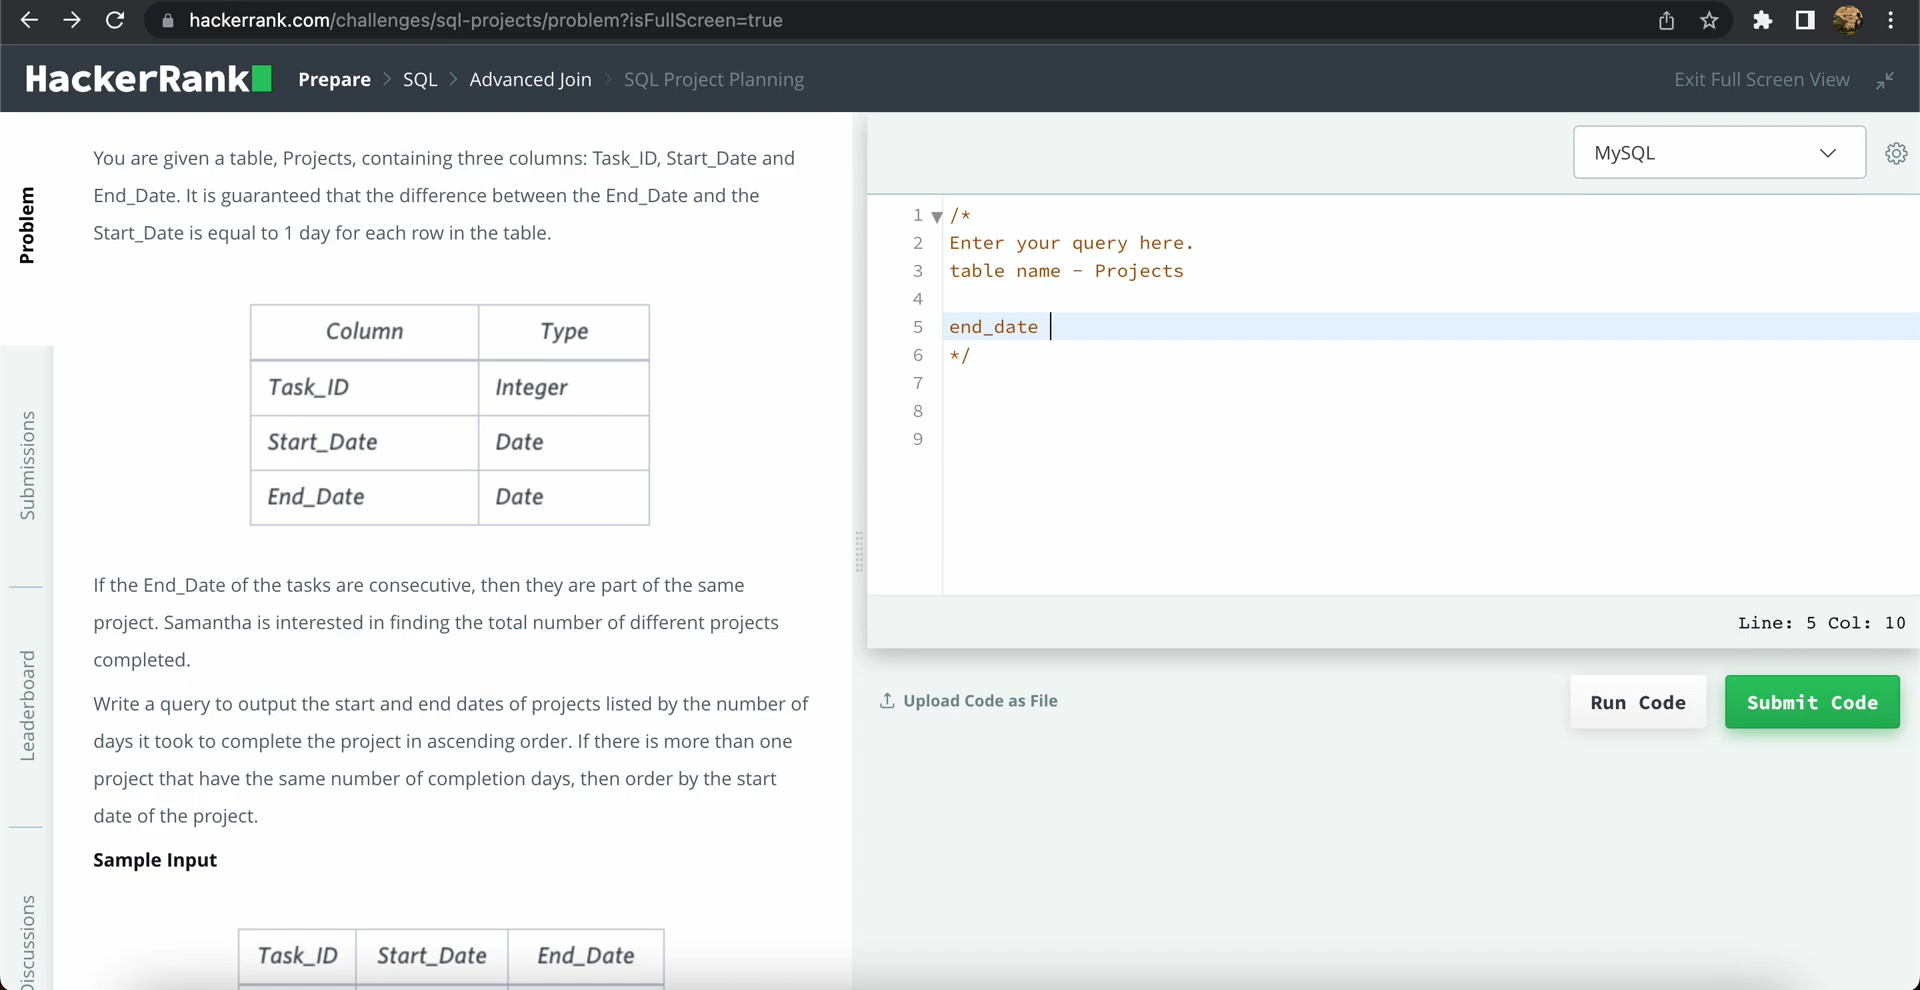 hackerrank.com/challenges/sql-projects/problem?isFullScreen=true
HackerRank Prepare > SQL > Advanced Join > SQL Project Planning Exit Full Screen View
Problem
Submissions
Leaderboard
Discussions
You are given a table, Projects, containing three columns: Task_ID, Start_Date and
End_Date. It is guaranteed that the difference between the End_Date and the
Start_Date is equal to 1 day for each row in the table.
Column Type
Task_ID Integer
Start_Date Date
End_Date Date
If the End_Date of the tasks are consecutive, then they are part of the same
project. Samantha is interested in finding the total number of different projects
completed.
Write a query to output the start and end dates of projects listed by the number of
days it took to complete the project in ascending order. If there is more than one
project that have the same number of completion days, then order by the start
date of the project.
Sample Input
Task_ID Start_Date End_Date
MySQL
1 /*
2 Enter your query here.
3 table name - Projects
4
5 end_date
6 */
7
8
9
Line: 5 Col: 10
Upload Code as File
Run Code
Submit Code